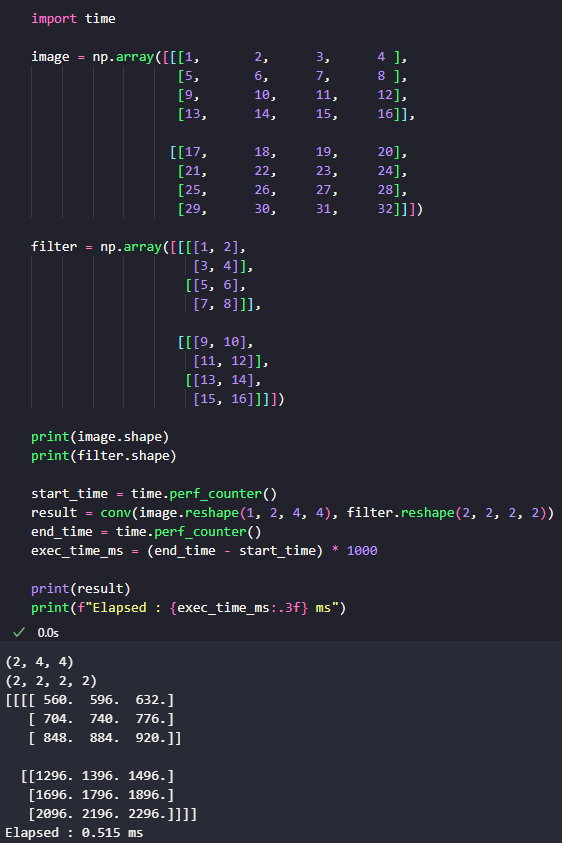 import time
image = np.array([[[1, 2, 3, 4 ],
[5, 6, 7, 8 ],
[9, 10, 11, 12],
[13, 14, 15, 16]],
[[17, 18, 19, 20],
[21, 22, 23, 24],
[25, 26, 27, 28],
[29, 30, 31, 32]]])
filter = np.array([[[[1, 2],
[3, 4]],
[[5, 6],
[7, 8]]],
[[[9, 10],
[11, 12]],
[[13, 14],
[15, 16]]]])
print(image.shape)
print(filter.shape)
start_time = time.perf_counter()
result = conv(image.reshape(1, 2, 4, 4), filter.reshape(2, 2, 2, 2))
end_time = time.perf_counter()
exec_time_ms = (end_time - start_time) * 1000
print(result)
print(f"Elapsed : {exec_time_ms:.3f} ms")
✓ 0.0s
(2, 4, 4)
(2, 2, 2, 2)
[[[[ 560. 596. 632.]
[ 704. 740. 776.]
[ 848. 884. 920.]]
[[1296. 1396. 1496.]
[1696. 1796. 1896.]
[2096. 2196. 2296.]]]]
Elapsed : 0.515 ms